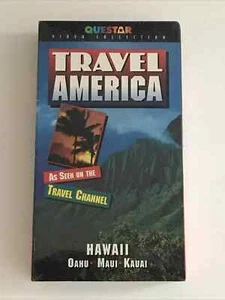 QUESTAR
VIDEO COLLECTION
TRAVEL
AMERICA
AS SEEN ON THE
TRAVEL CHANNEL
HAWAII
OAHU · MAUI · KAUAI